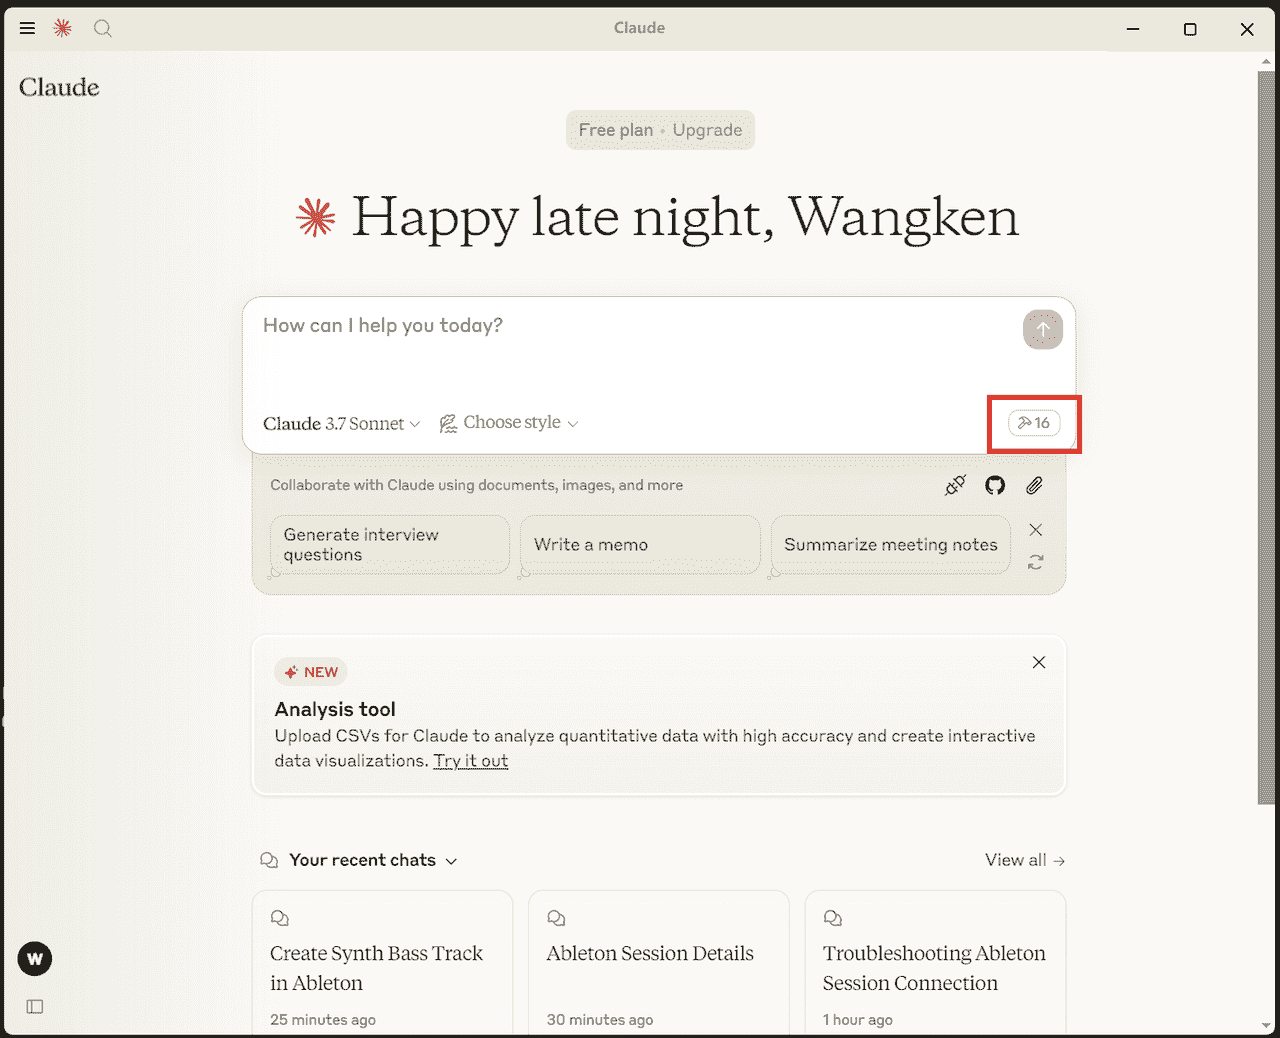 Claude
Claude
Free plan • Upgrade
Happy late night, Wangken
How can I help you today?
Claude 3.7 Sonnet
Choose style
16
Collaborate with Claude using documents, images, and more
Generate interview
questions
Write a memo
Summarize meeting notes
NEW
Analysis tool
Upload CSVs for Claude to analyze quantitative data with high accuracy and create interactive
data visualizations. Try it out
Your recent chats
View all →
Create Synth Bass Track
in Ableton
25 minutes ago
Ableton Session Details
30 minutes ago
Troubleshooting Ableton
Session Connection
1 hour ago
W